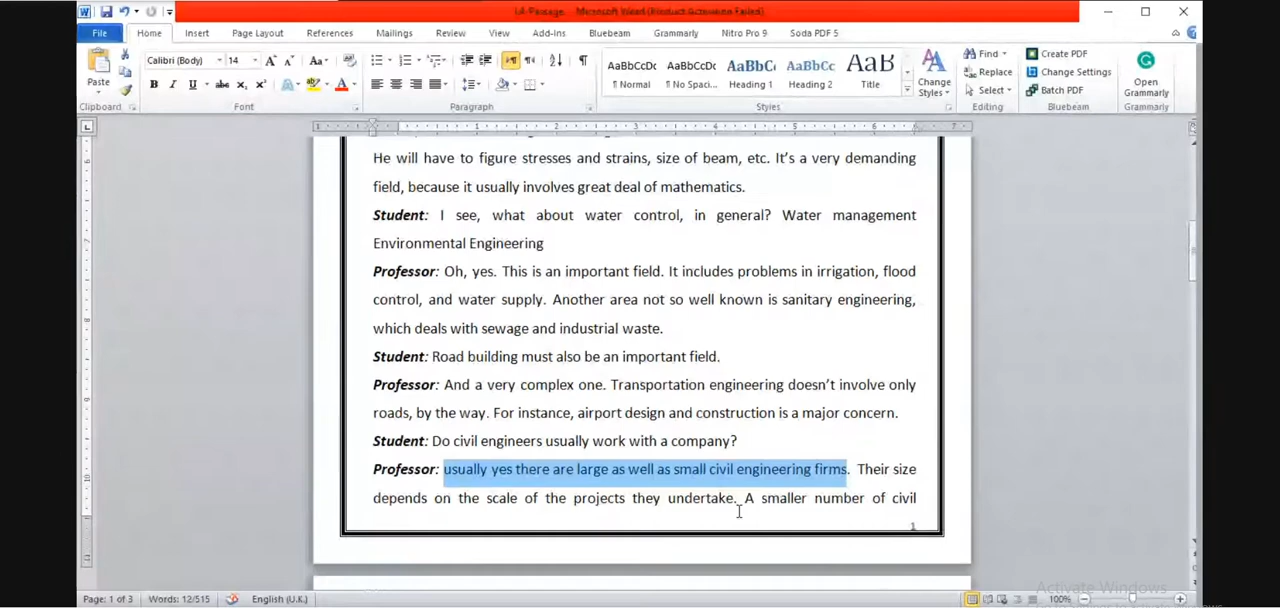 U4-Passage - Microsoft Word (Product Activation Failed)
File Home Insert Page Layout References Mailings Review View Add-Ins Bluebeam Grammarly Nitro Pro 9 Soda PDF 5
Paste
Calibri (Body) 14
AaBbCcDc AaBbCcDc AaBbC AaBbCc AaB
¶ Normal ¶ No Spaci... Heading 1 Heading 2 Title
Change Styles
Find
Replace
Select
Create PDF
Change Settings
Batch PDF
Open Grammarly
Clipboard Font Paragraph Styles Editing Bluebeam Grammarly
He will have to figure stresses and strains, size of beam, etc. It's a very demanding
field, because it usually involves great deal of mathematics.
Student: I see, what about water control, in general? Water management
Environmental Engineering
Professor: Oh, yes. This is an important field. It includes problems in irrigation, flood
control, and water supply. Another area not so well known is sanitary engineering,
which deals with sewage and industrial waste.
Student: Road building must also be an important field.
Professor: And a very complex one. Transportation engineering doesn't involve only
roads, by the way. For instance, airport design and construction is a major concern.
Student: Do civil engineers usually work with a company?
Professor: usually yes there are large as well as small civil engineering firms. Their size
depends on the scale of the projects they undertake. A smaller number of civil
1
Activate Windows
Page: 1 of 3 Words: 12/515 English (U.K.) 100%